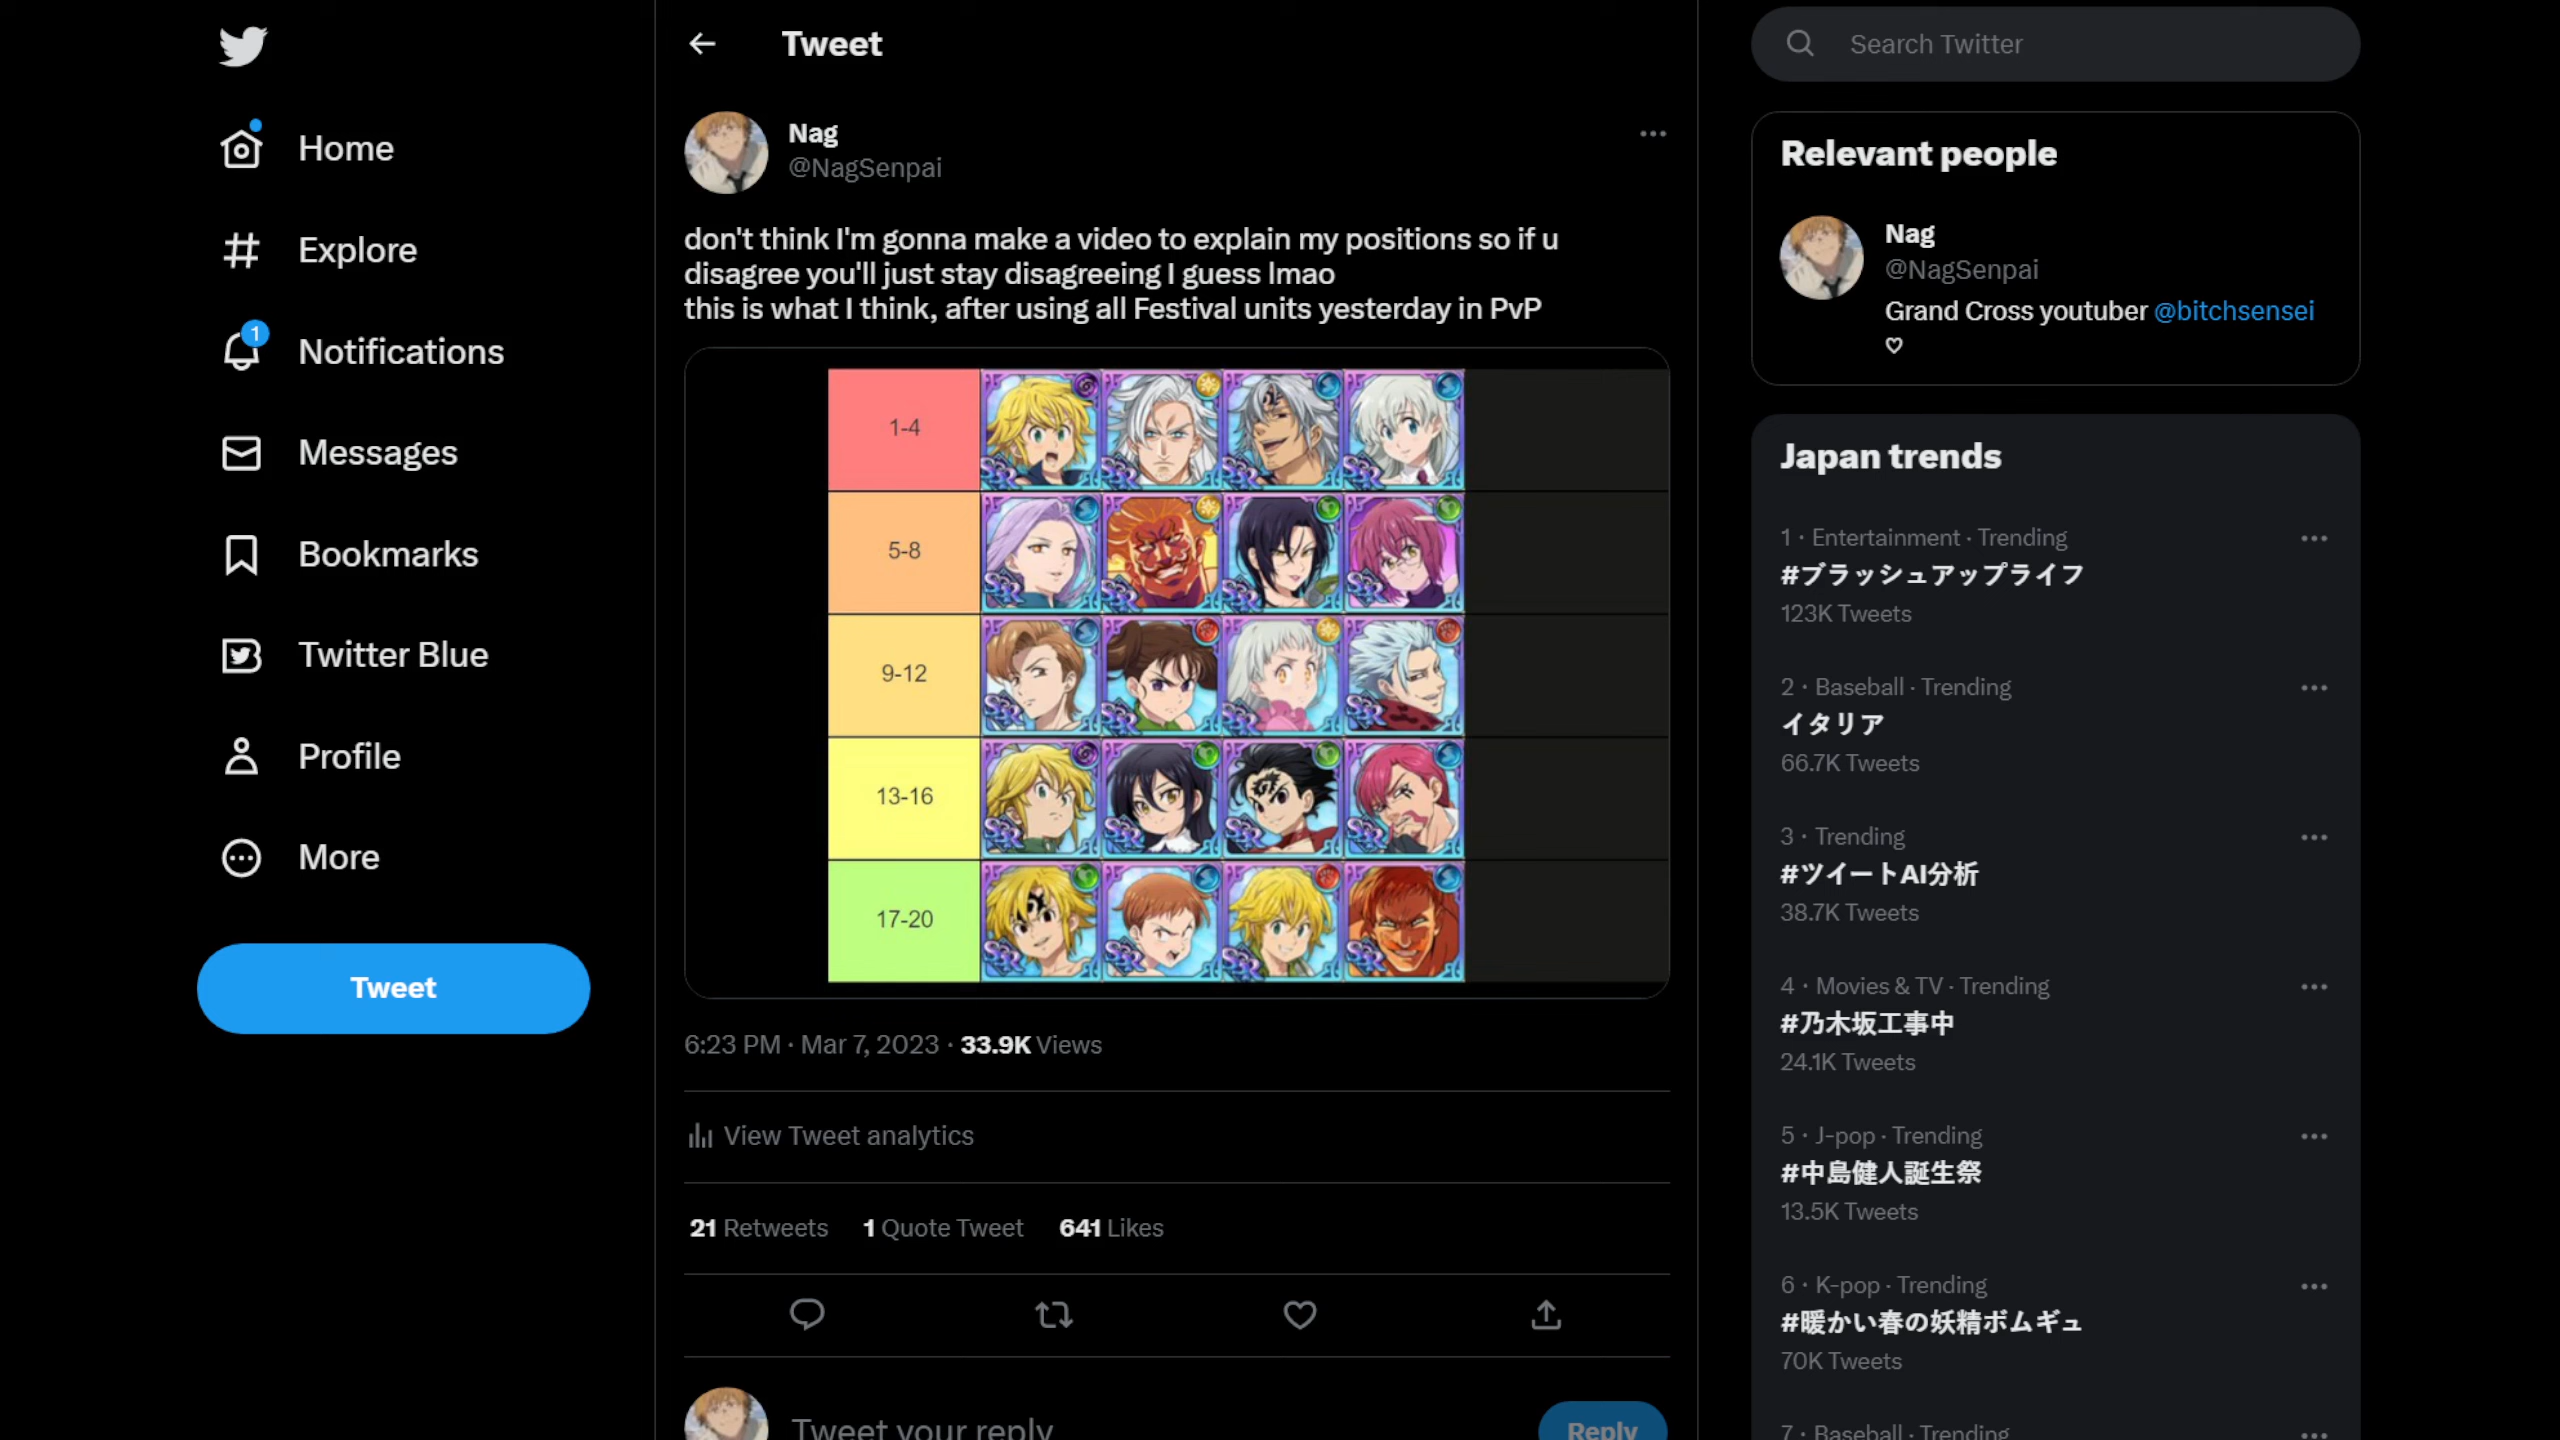 Home
Explore
1
Notifications
Messages
Bookmarks
Twitter Blue
Profile
More
Tweet
Tweet
Nag
@NagSenpai
don't think I'm gonna make a video to explain my positions so if u
disagree you'll just stay disagreeing I guess lmao
this is what I think, after using all Festival units yesterday in PvP
1-4
5-8
9-12
13-16
17-20
6:23 PM · Mar 7, 2023 · 33.9K Views
View Tweet analytics
21 Retweets 1 Quote Tweet 641 Likes
Tweet your reply
Reply
Search Twitter
Relevant people
Nag
@NagSenpai
Grand Cross youtuber @bitchsensei
♡
Japan trends
1 · Entertainment · Trending
#ブラッシュアップライフ
123K Tweets
2 · Baseball · Trending
イタリア
66.7K Tweets
3 · Trending
#ツイートAI分析
38.7K Tweets
4 · Movies & TV · Trending
#乃木坂工事中
24.1K Tweets
5 · J-pop · Trending
#中島健人誕生祭
13.5K Tweets
6 · K-pop · Trending
#暖かい春の妖精ボムギュ
70K Tweets
7 · Baseball · Trending